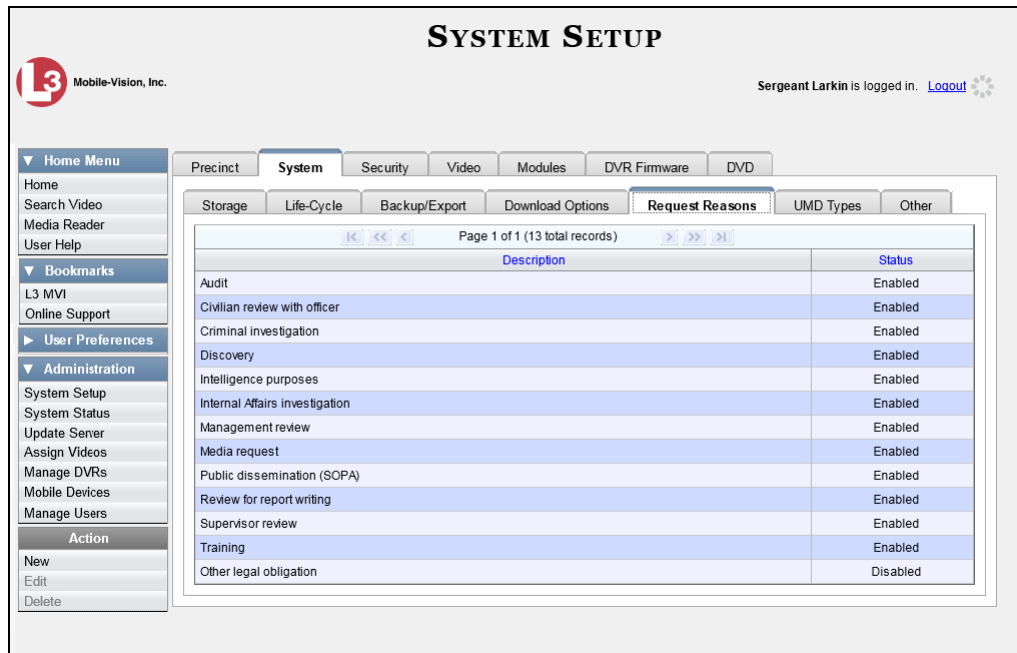 SYSTEM SETUP
L3 Mobile-Vision, Inc.
Sergeant Larkin is logged in. Logout
▼ Home Menu
Home
Search Video
Media Reader
User Help
▼ Bookmarks
L3 MVI
Online Support
▶ User Preferences
▼ Administration
System Setup
System Status
Update Server
Assign Videos
Manage DVRs
Mobile Devices
Manage Users
Action
New
Edit
Delete
Precinct System Security Video Modules DVR Firmware DVD
Storage Life-Cycle Backup/Export Download Options Request Reasons UMD Types Other
|< << < Page 1 of 1 (13 total records) > >> >|
Description Status
Audit Enabled
Civilian review with officer Enabled
Criminal investigation Enabled
Discovery Enabled
Intelligence purposes Enabled
Internal Affairs investigation Enabled
Management review Enabled
Media request Enabled
Public dissemination (SOPA) Enabled
Review for report writing Enabled
Supervisor review Enabled
Training Enabled
Other legal obligation Disabled